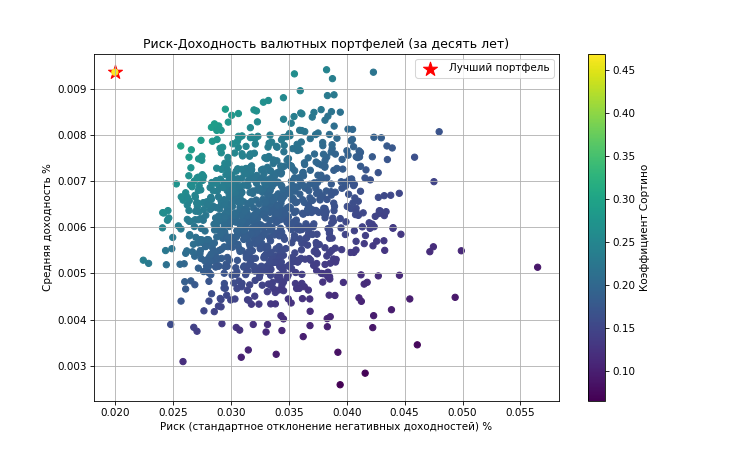 Риск-Доходность валютных портфелей (за десять лет)
Лучший портфель
Средняя доходность %
0.009
0.008
0.007
0.006
0.005
0.004
0.003
0.020 0.025 0.030 0.035 0.040 0.045 0.050 0.055
Риск (стандартное отклонение негативных доходностей) %
0.45
0.40
0.35
0.30
0.25
0.20
0.15
0.10
Коэффициент Сортино